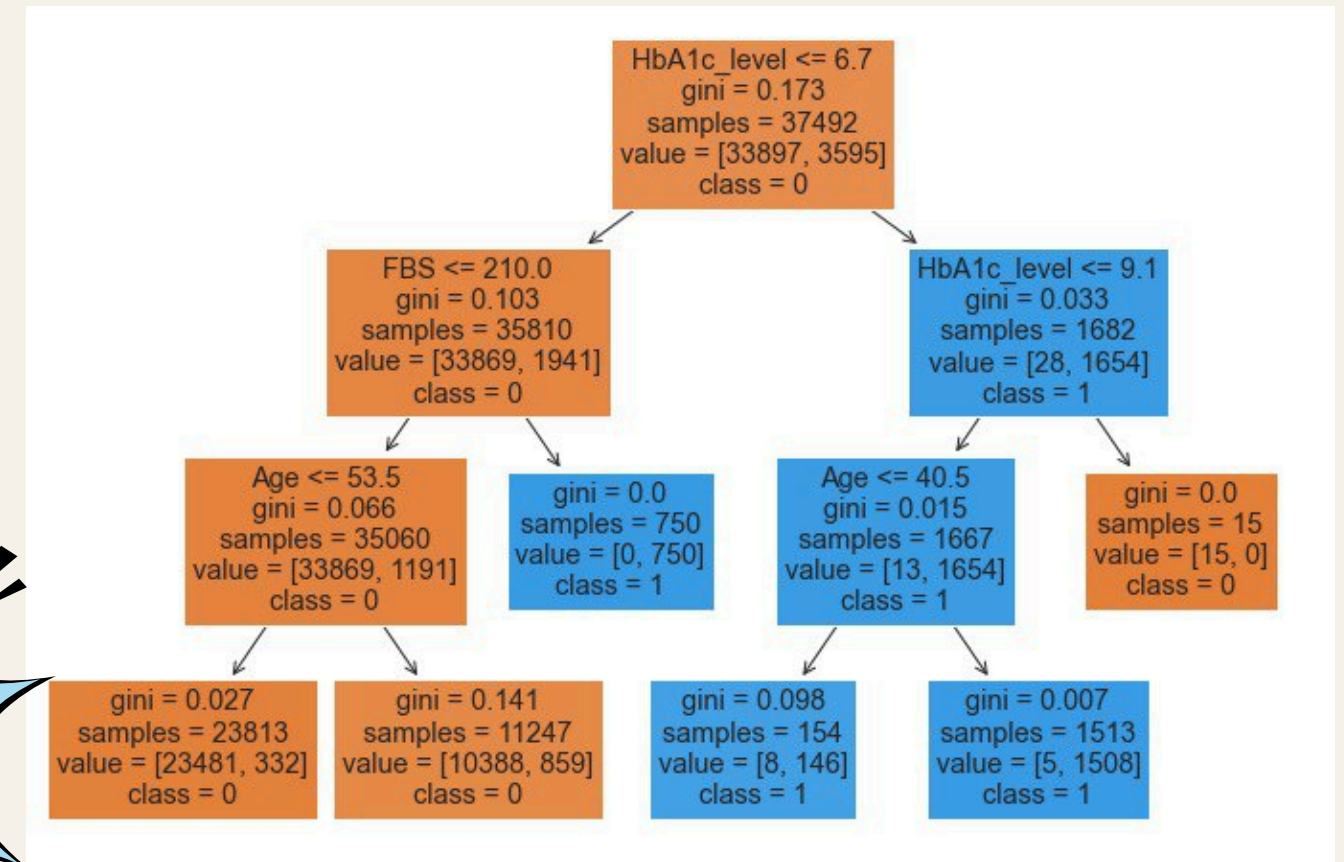 HbA1c_level <= 6.7
gini = 0.173
samples = 37492
value = [33897, 3595]
class = 0
FBS <= 210.0
gini = 0.103
samples = 35810
value = [33869, 1941]
class = 0
HbA1c_level <= 9.1
gini = 0.033
samples = 1682
value = [28, 1654]
class = 1
Age <= 53.5
gini = 0.066
samples = 35060
value = [33869, 1191]
class = 0
gini = 0.0
samples = 750
value = [0, 750]
class = 1
Age <= 40.5
gini = 0.015
samples = 1667
value = [13, 1654]
class = 1
gini = 0.0
samples = 15
value = [15, 0]
class = 0
gini = 0.027
samples = 23813
value = [23481, 332]
class = 0
gini = 0.141
samples = 11247
value = [10388, 859]
class = 0
gini = 0.098
samples = 154
value = [8, 146]
class = 1
gini = 0.007
samples = 1513
value = [5, 1508]
class = 1